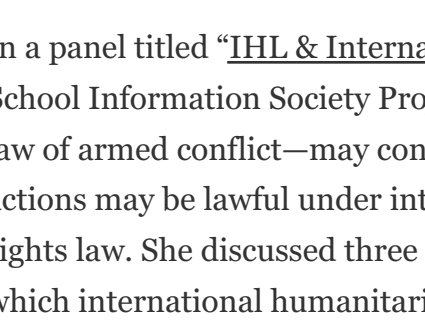 n a panel titled “IHL & Interna
School Information Society Pro
aw of armed conflict—may con
ctions may be lawful under int
ights law. She discussed three
which international humanitari